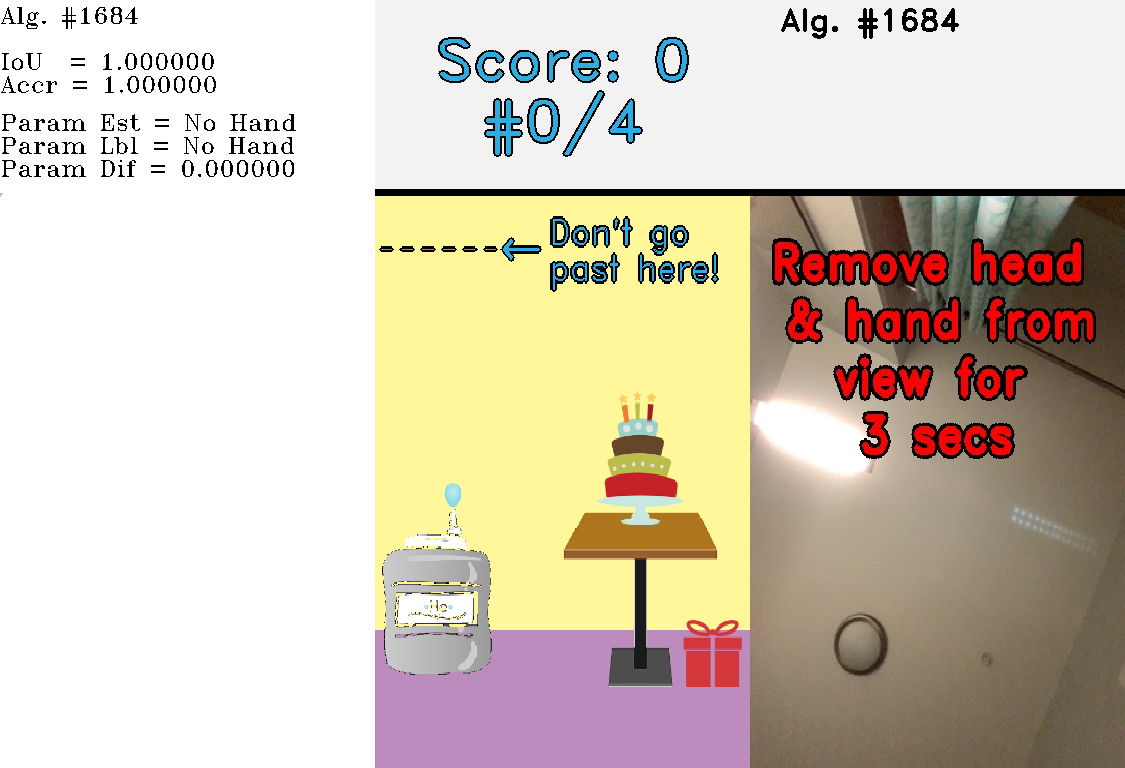 Alg. #1684
IoU = 1.000000
Accr = 1.000000
Param Est = No Hand
Param Lbl = No Hand
Param Dif = 0.000000
Score: 0
#0/4
Alg. #1684
Don't go
past here!
Remove head
& hand from
view for
3 secs